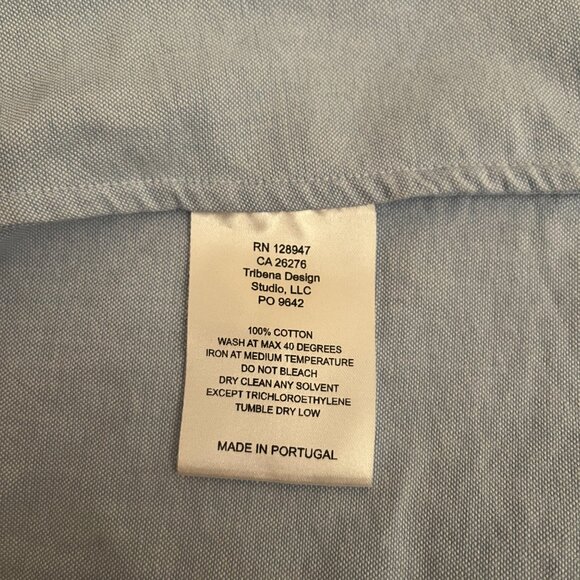 RN 128947
CA 26276
Tribena Design
Studio, LLC
PO 9642
100% COTTON
WASH AT MAX 40 DEGREES
IRON AT MEDIUM TEMPERATURE
DO NOT BLEACH
DRY CLEAN ANY SOLVENT
EXCEPT TRICHLOROETHYLENE
TUMBLE DRY LOW
MADE IN PORTUGAL